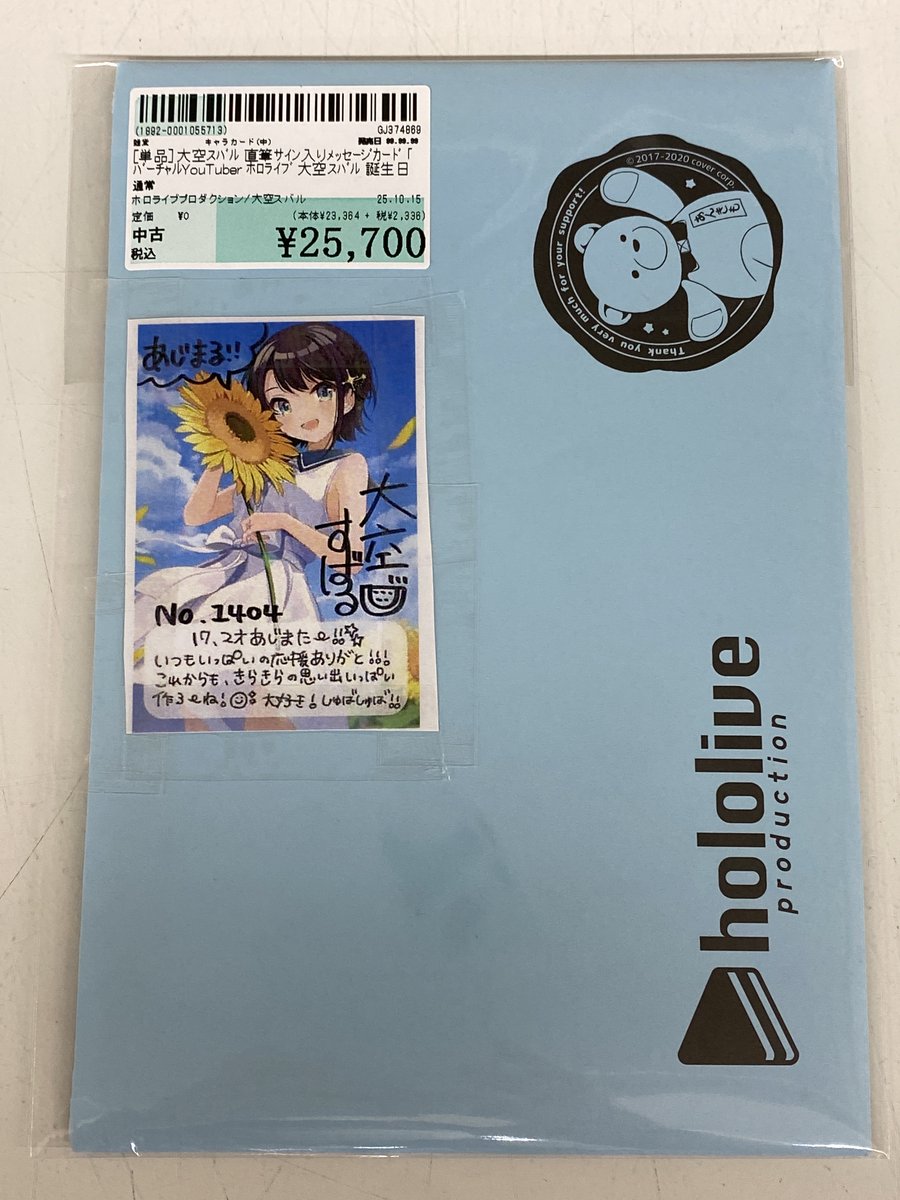 (1892-0001055713)
GJ374869
雑貨 キャラカード(中) 発売日 99.99.99
[単品]大空スバル 直筆サイン入りメッセージカード 「
バーチャルYouTuber ホロライブ 大空スバル 誕生日
通常
ホロライブプロダクション/大空スバル 25.10.15
定価 ¥0 (本体¥23,364 + 税¥2,336)
中古
税込
¥25,700
©2017-2020 cover corp.
Thank you very much for your support!
あじまる!!
大空
すばる
No.1404
いつもいっぱいの応援ありがと!!!
これからも、きらきらの思い出いっぱい
作ろ~ね! 大好き! しゅばしゅば!!
hololive
production